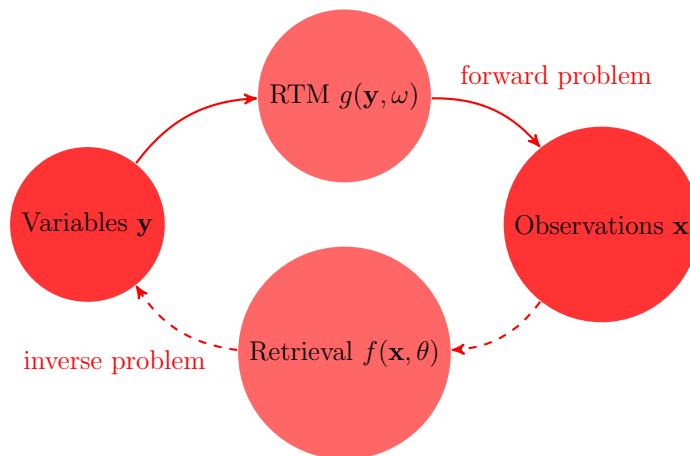 forward problem
RTM g(y, ω)
Variables y
Observations x
Retrieval f(x, θ)
inverse problem